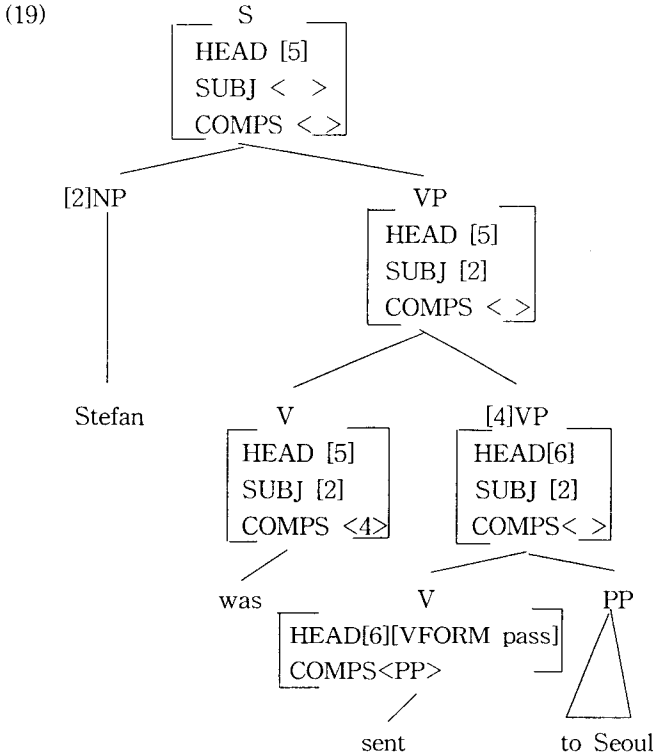 (19) S
HEAD [5]
SUBJ < >
COMPS < >
[2]NP VP
HEAD [5]
SUBJ [2]
COMPS < >
Stefan V [4]VP
HEAD [5] HEAD[6]
SUBJ [2] SUBJ [2]
COMPS <4> COMPS< >
was V PP
HEAD[6][VFORM pass]
COMPS<PP>
sent to Seoul